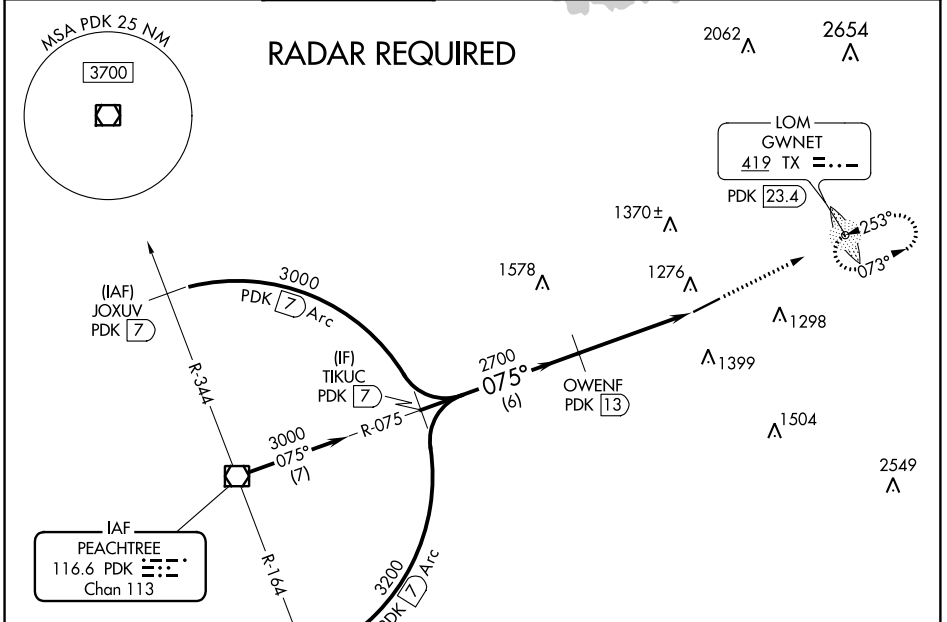 MSA PDK 25 NM
3700
RADAR REQUIRED
2062
2654
LOM
GWNET
419 TX
PDK 23.4
253°
073°
1370±
1578
1276
1298
1399
1504
2549
(IAF)
JOXUV
PDK 7
3000
PDK 7 Arc
R-344
(IF)
TIKUC
PDK 7
2700
075°
(6)
OWENF
PDK 13
3000
075°
(7)
R-075
IAF
PEACHTREE
116.6 PDK
Chan 113
R-164
3200
PDK 7 Arc